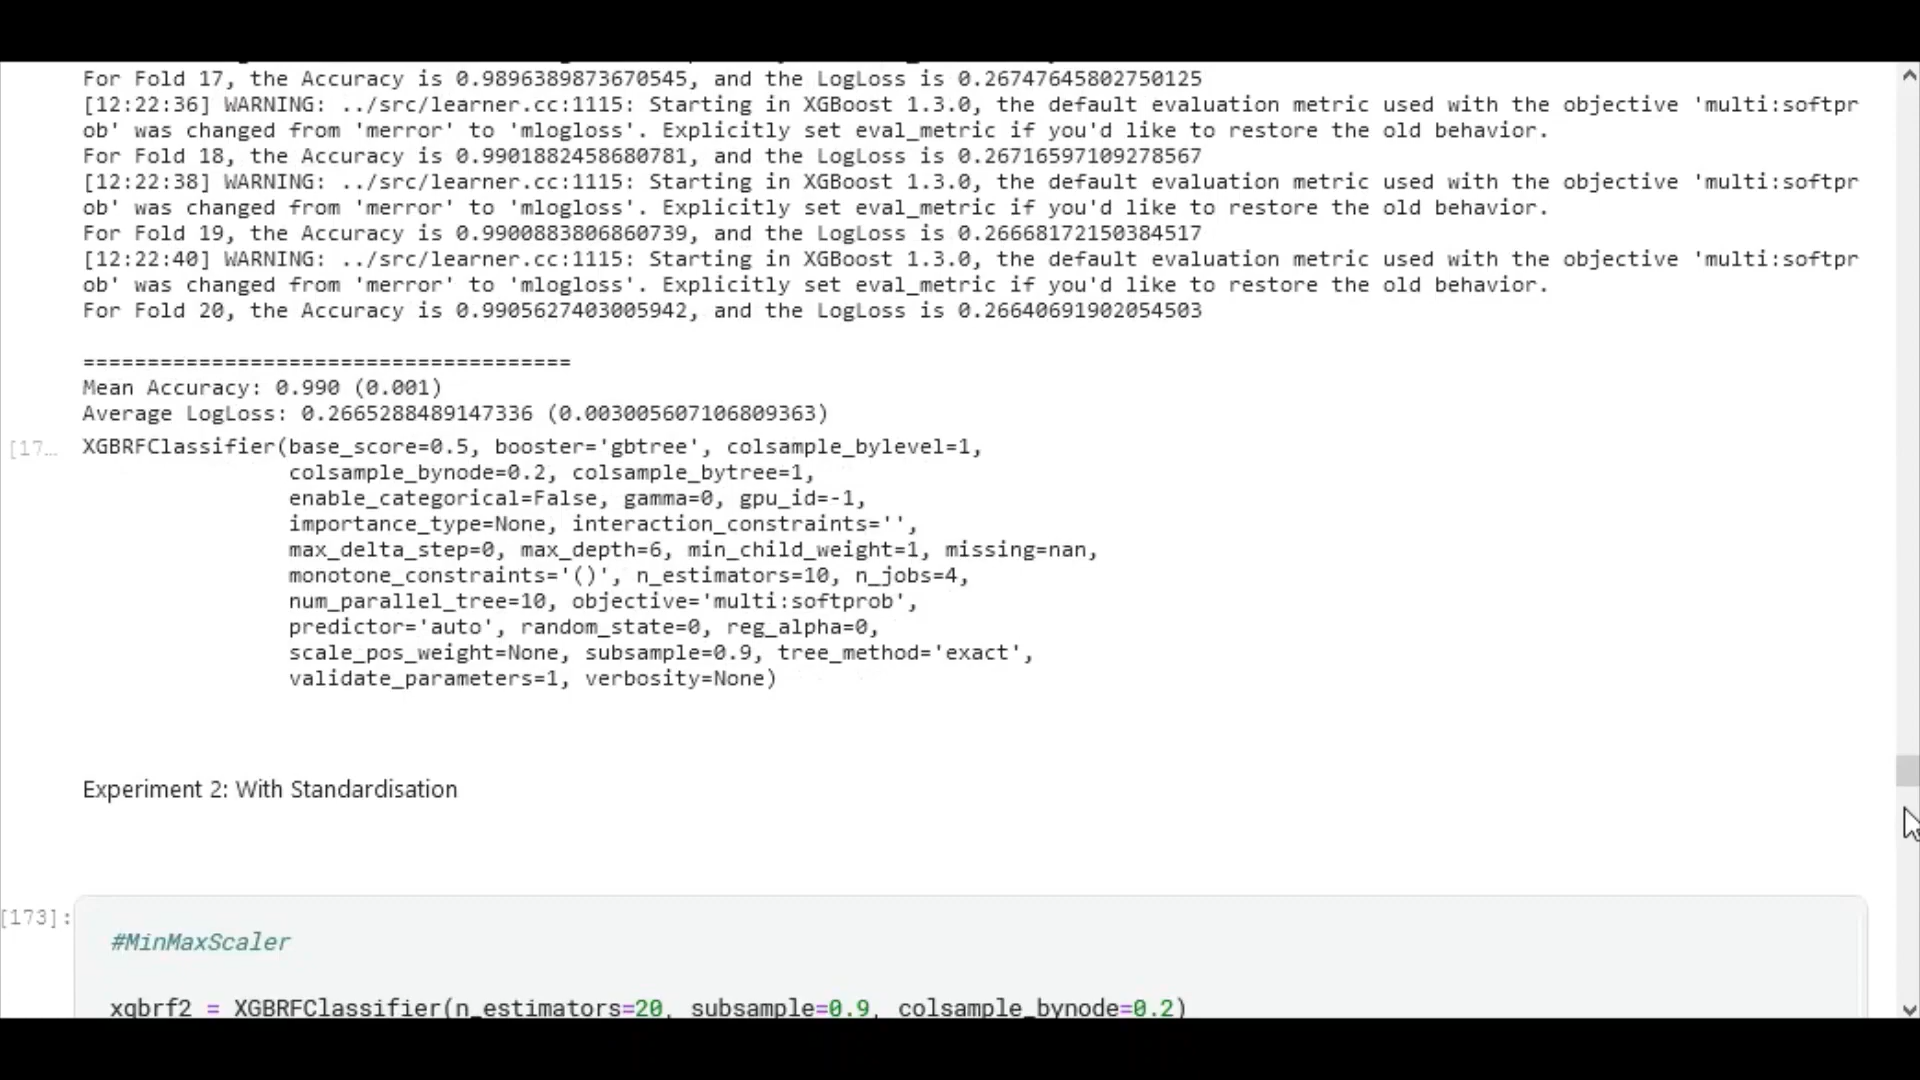 For Fold 17, the Accuracy is 0.9896389873670545, and the LogLoss is 0.26747645802750125
[12:22:36] WARNING: ../src/learner.cc:1115: Starting in XGBoost 1.3.0, the default evaluation metric used with the objective 'multi:softpr
ob' was changed from 'merror' to 'mlogloss'. Explicitly set eval_metric if you'd like to restore the old behavior.
For Fold 18, the Accuracy is 0.9901882458680781, and the LogLoss is 0.26716597109278567
[12:22:38] WARNING: ../src/learner.cc:1115: Starting in XGBoost 1.3.0, the default evaluation metric used with the objective 'multi:softpr
ob' was changed from 'merror' to 'mlogloss'. Explicitly set eval_metric if you'd like to restore the old behavior.
For Fold 19, the Accuracy is 0.9900883806860739, and the LogLoss is 0.26668172150384517
[12:22:40] WARNING: ../src/learner.cc:1115: Starting in XGBoost 1.3.0, the default evaluation metric used with the objective 'multi:softpr
ob' was changed from 'merror' to 'mlogloss'. Explicitly set eval_metric if you'd like to restore the old behavior.
For Fold 20, the Accuracy is 0.9905627403005942, and the LogLoss is 0.26640691902054503
======================================
Mean Accuracy: 0.990 (0.001)
Average LogLoss: 0.2665288489147336 (0.003005607106809363)
[17… XGBRFClassifier(base_score=0.5, booster='gbtree', colsample_bylevel=1,
colsample_bynode=0.2, colsample_bytree=1,
enable_categorical=False, gamma=0, gpu_id=-1,
importance_type=None, interaction_constraints='',
max_delta_step=0, max_depth=6, min_child_weight=1, missing=nan,
monotone_constraints='()', n_estimators=10, n_jobs=4,
num_parallel_tree=10, objective='multi:softprob',
predictor='auto', random_state=0, reg_alpha=0,
scale_pos_weight=None, subsample=0.9, tree_method='exact',
validate_parameters=1, verbosity=None)
Experiment 2: With Standardisation
[173]:
#MinMaxScaler
xgbrf2 = XGBRFClassifier(n_estimators=20, subsample=0.9, colsample_bynode=0.2)